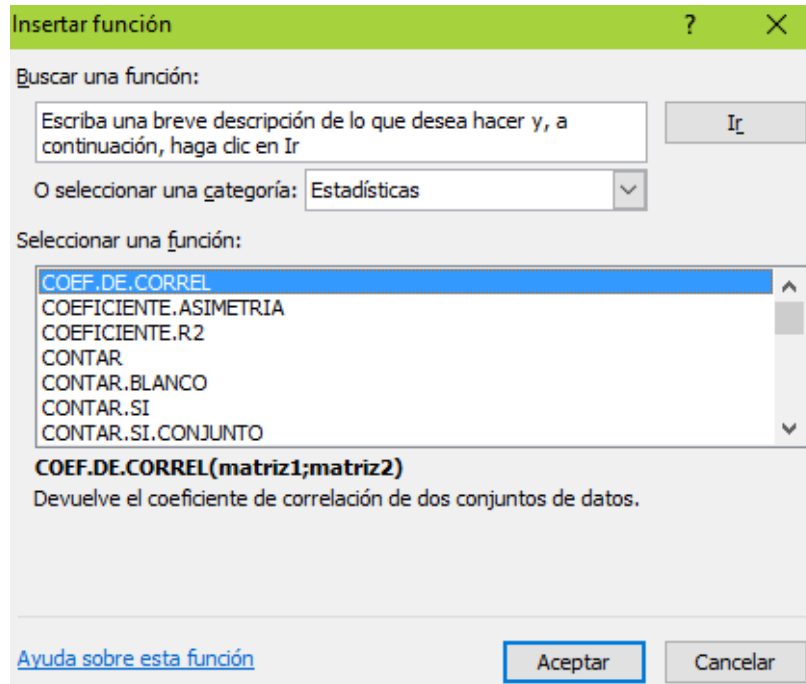 Insertar función
?
Buscar una función:
Escriba una breve descripción de lo que desea hacer y, a
continuación, haga clic en Ir
Ir
O seleccionar una categoría: Estadísticas
Seleccionar una función:
COEF.DE.CORREL
COEFICIENTE.ASIMETRIA
COEFICIENTE.R2
CONTAR
CONTAR.BLANCO
CONTAR.SI
CONTAR.SI.CONJUNTO
COEF.DE.CORREL(matriz1;matriz2)
Devuelve el coeficiente de correlación de dos conjuntos de datos.
Ayuda sobre esta función
Aceptar
Cancelar